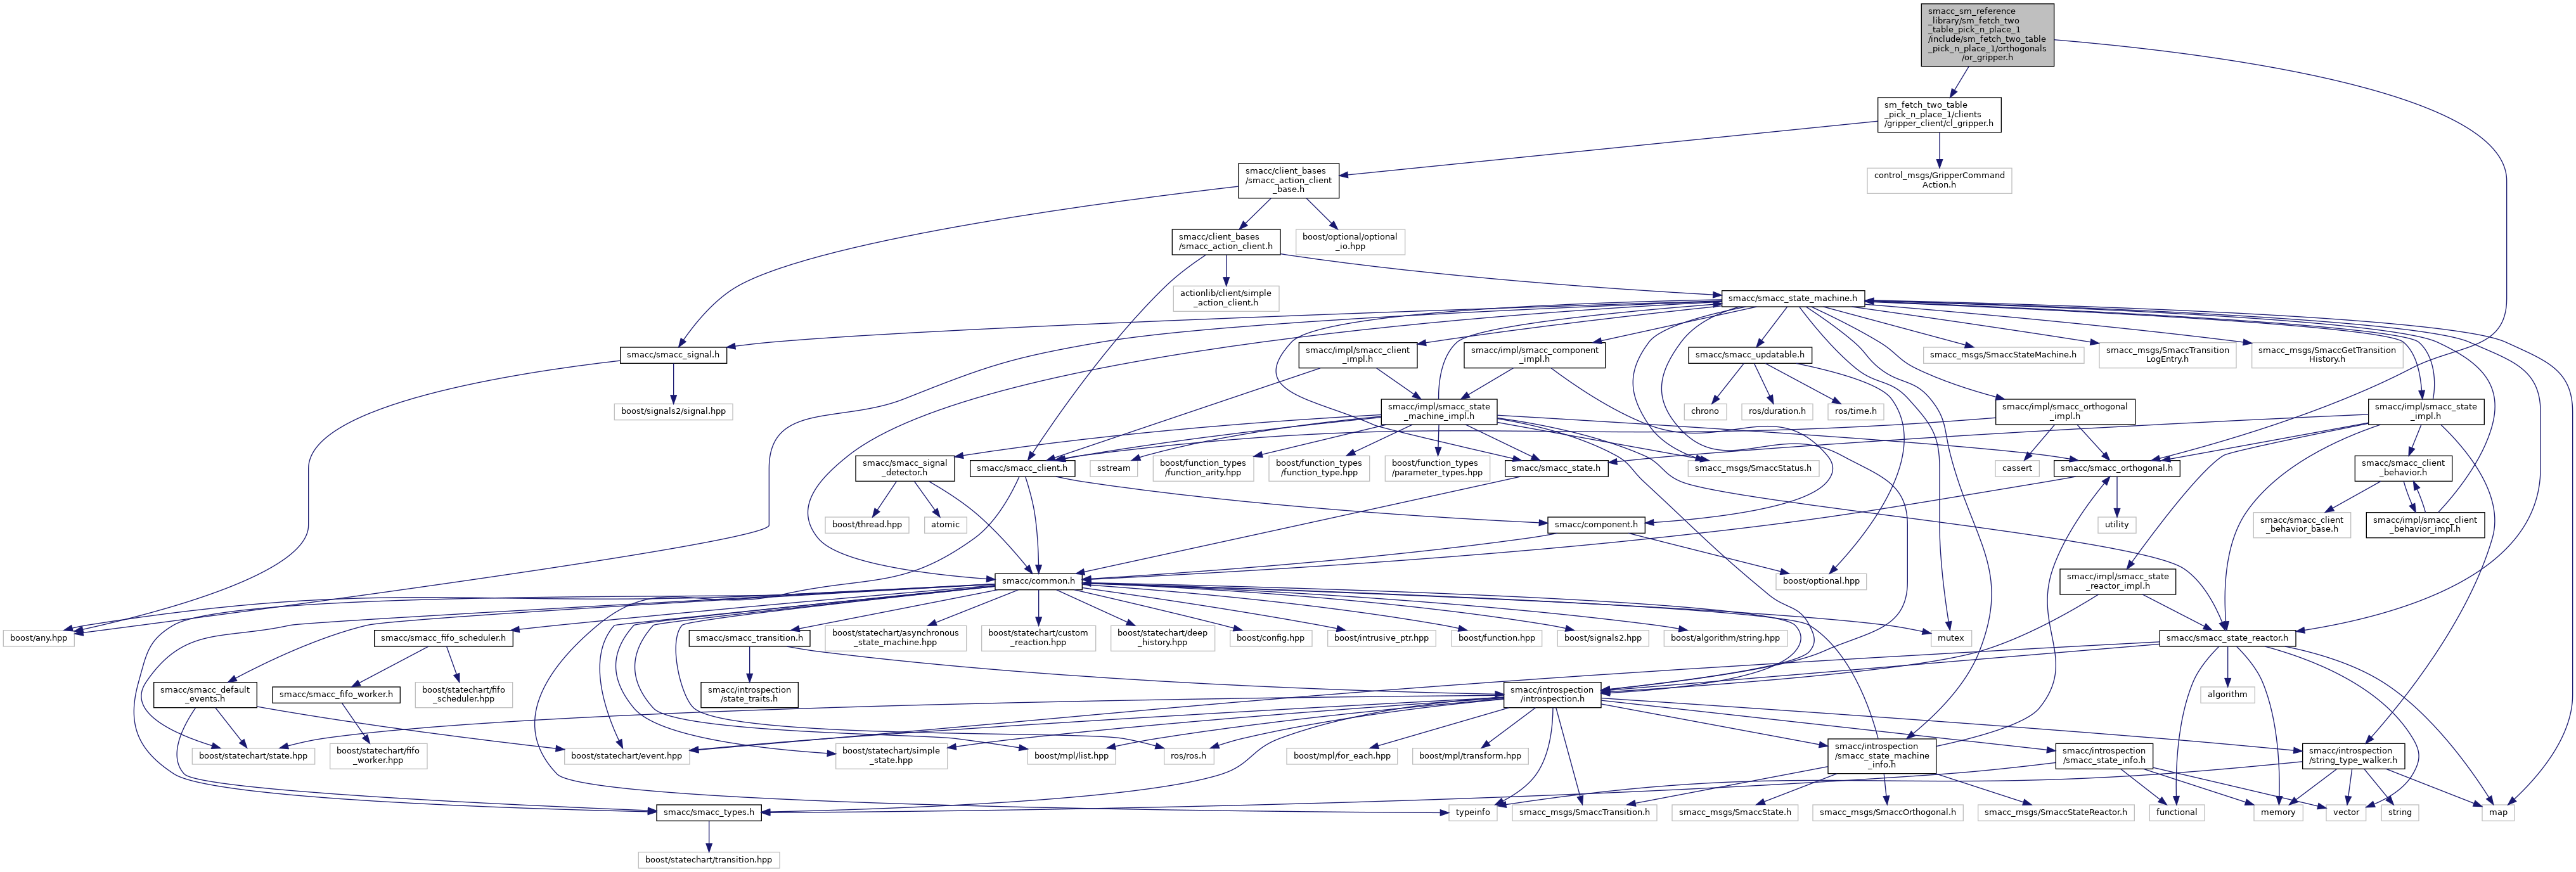 smacc_sm_reference
_library/sm_fetch_two
_table_pick_n_place_1
/include/sm_fetch_two_table
_pick_n_place_1/orthogonals
/or_gripper.h
sm_fetch_two_table
_pick_n_place_1/clients
/gripper_client/cl_gripper.h
smacc/client_bases
/smacc_action_client
_base.h
control_msgs/GripperCommand
Action.h
smacc/client_bases
/smacc_action_client.h
boost/optional/optional
_io.hpp
actionlib/client/simple
_action_client.h
smacc/smacc_state_machine.h
smacc/smacc_signal.h
smacc/impl/smacc_client
_impl.h
smacc/impl/smacc_component
_impl.h
smacc/smacc_updatable.h
smacc_msgs/SmaccStateMachine.h
smacc_msgs/SmaccTransition
LogEntry.h
smacc_msgs/SmaccGetTransition
History.h
boost/signals2/signal.hpp
smacc/impl/smacc_state
_machine_impl.h
chrono
ros/duration.h
ros/time.h
smacc/impl/smacc_orthogonal
_impl.h
smacc/impl/smacc_state
_impl.h
smacc/smacc_signal
_detector.h
smacc/smacc_client.h
sstream
boost/function_types
/function_arity.hpp
boost/function_types
/function_type.hpp
boost/function_types
/parameter_types.hpp
smacc/smacc_state.h
smacc_msgs/SmaccStatus.h
cassert
smacc/smacc_orthogonal.h
smacc/smacc_client
_behavior.h
boost/thread.hpp
atomic
smacc/component.h
utility
smacc/smacc_client
_behavior_base.h
smacc/impl/smacc_client
_behavior_impl.h
smacc/common.h
boost/optional.hpp
smacc/impl/smacc_state
_reactor_impl.h
boost/any.hpp
smacc/smacc_fifo_scheduler.h
smacc/smacc_transition.h
boost/statechart/asynchronous
_state_machine.hpp
boost/statechart/custom
_reaction.hpp
boost/statechart/deep
_history.hpp
boost/config.hpp
boost/intrusive_ptr.hpp
boost/function.hpp
boost/signals2.hpp
boost/algorithm/string.hpp
mutex
smacc/smacc_state_reactor.h
smacc/smacc_default
_events.h
smacc/smacc_fifo_worker.h
boost/statechart/fifo
_scheduler.hpp
smacc/introspection
/state_traits.h
smacc/introspection
/introspection.h
algorithm
boost/statechart/state.hpp
boost/statechart/fifo
_worker.hpp
boost/statechart/event.hpp
boost/statechart/simple
_state.hpp
boost/mpl/list.hpp
ros/ros.h
boost/mpl/for_each.hpp
boost/mpl/transform.hpp
smacc/introspection
/smacc_state_machine
_info.h
smacc/introspection
/smacc_state_info.h
smacc/introspection
/string_type_walker.h
smacc/smacc_types.h
typeinfo
smacc_msgs/SmaccTransition.h
smacc_msgs/SmaccState.h
smacc_msgs/SmaccOrthogonal.h
smacc_msgs/SmaccStateReactor.h
functional
memory
vector
string
map
boost/statechart/transition.hpp